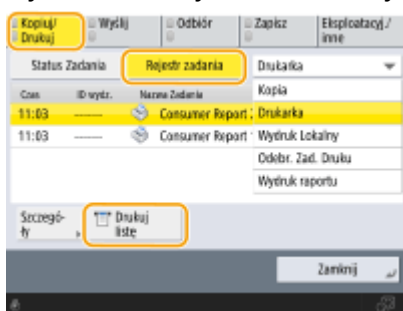 Kopiuj/ Drukuj
Wyślij
Odbiór
Zapisz
Eksploatacyj./ inne
Status Zadania
Rejestr zadania
Drukarka
Czas
ID wydz.
Nazwa Zadania
Kopia
11:03 ------- Consumer Report
Drukarka
11:03 ------- Consumer Report
Wydruk Lokalny
Odebr. Zad. Druku
Wydruk raportu
Szczegó-
ły
Drukuj
listę
Zamknij